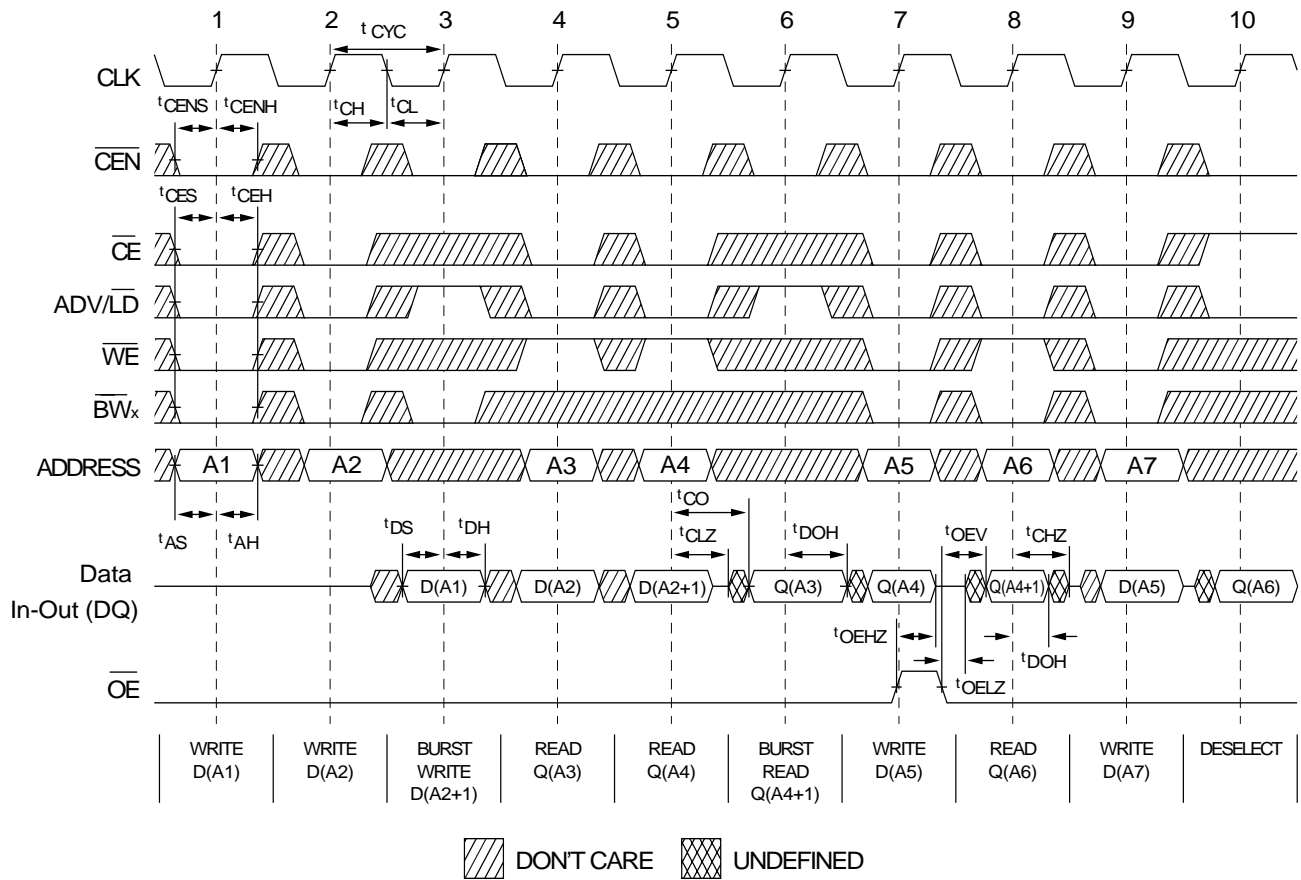 1 2 3 4 5 6 7 8 9 10
tCYC
CLK
tCENS tCENH tCH tCL
CEN
tCES tCEH
CE
ADV/LD
WE
BWx
ADDRESS A1 A2 A3 A4 A5 A6 A7
tCO
tAS tAH tDS tDH tCLZ tDOH tOEV tCHZ
Data
In-Out (DQ)
D(A1) D(A2) D(A2+1) Q(A3) Q(A4) Q(A4+1) D(A5) Q(A6)
tOEHZ tDOH
tOELZ
OE
WRITE
D(A1)
WRITE
D(A2)
BURST
WRITE
D(A2+1)
READ
Q(A3)
READ
Q(A4)
BURST
READ
Q(A4+1)
WRITE
D(A5)
READ
Q(A6)
WRITE
D(A7)
DESELECT
DON'T CARE UNDEFINED